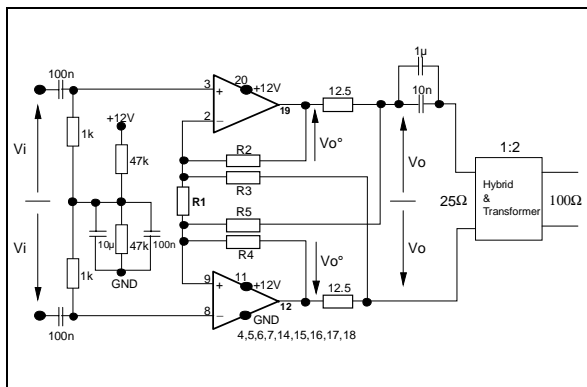 100n
3
20
+12V
+
_
2
19
12.5
1µ
10n
+12V
1k
47k
Vi
R2
R3
R1
R5
R4
Vo°
Vo
1:2
25Ω
Hybrid
&
Transformer
100Ω
10µ
47k
100n
Vi
1k
GND
Vo°
Vo
9
11
+12V
+
_
8
12
12.5
GND
100n
4,5,6,7,14,15,16,17,18